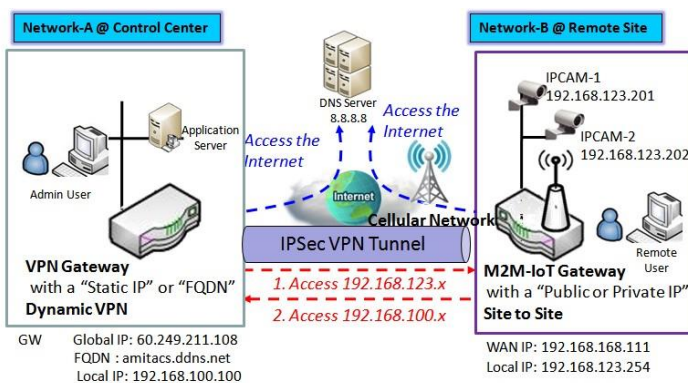 Network-A @ Control Center
Network-B @ Remote Site
DNS Server
8.8.8.8
Access the
Internet
Access the
Internet
Application
Server
Admin User
IPCAM-1
192.168.123.201
IPCAM-2
192.168.123.202
Internet
Cellular Network
IPSec VPN Tunnel
Remote
User
VPN Gateway
with a “Static IP” or “FQDN”
Dynamic VPN
1. Access 192.168.123.x
2. Access 192.168.100.x
M2M-IoT Gateway
with a “Public or Private IP”
Site to Site
GW Global IP: 60.249.211.108
FQDN : amitacs.ddns.net
Local IP: 192.168.100.100
WAN IP: 192.168.168.111
Local IP: 192.168.123.254